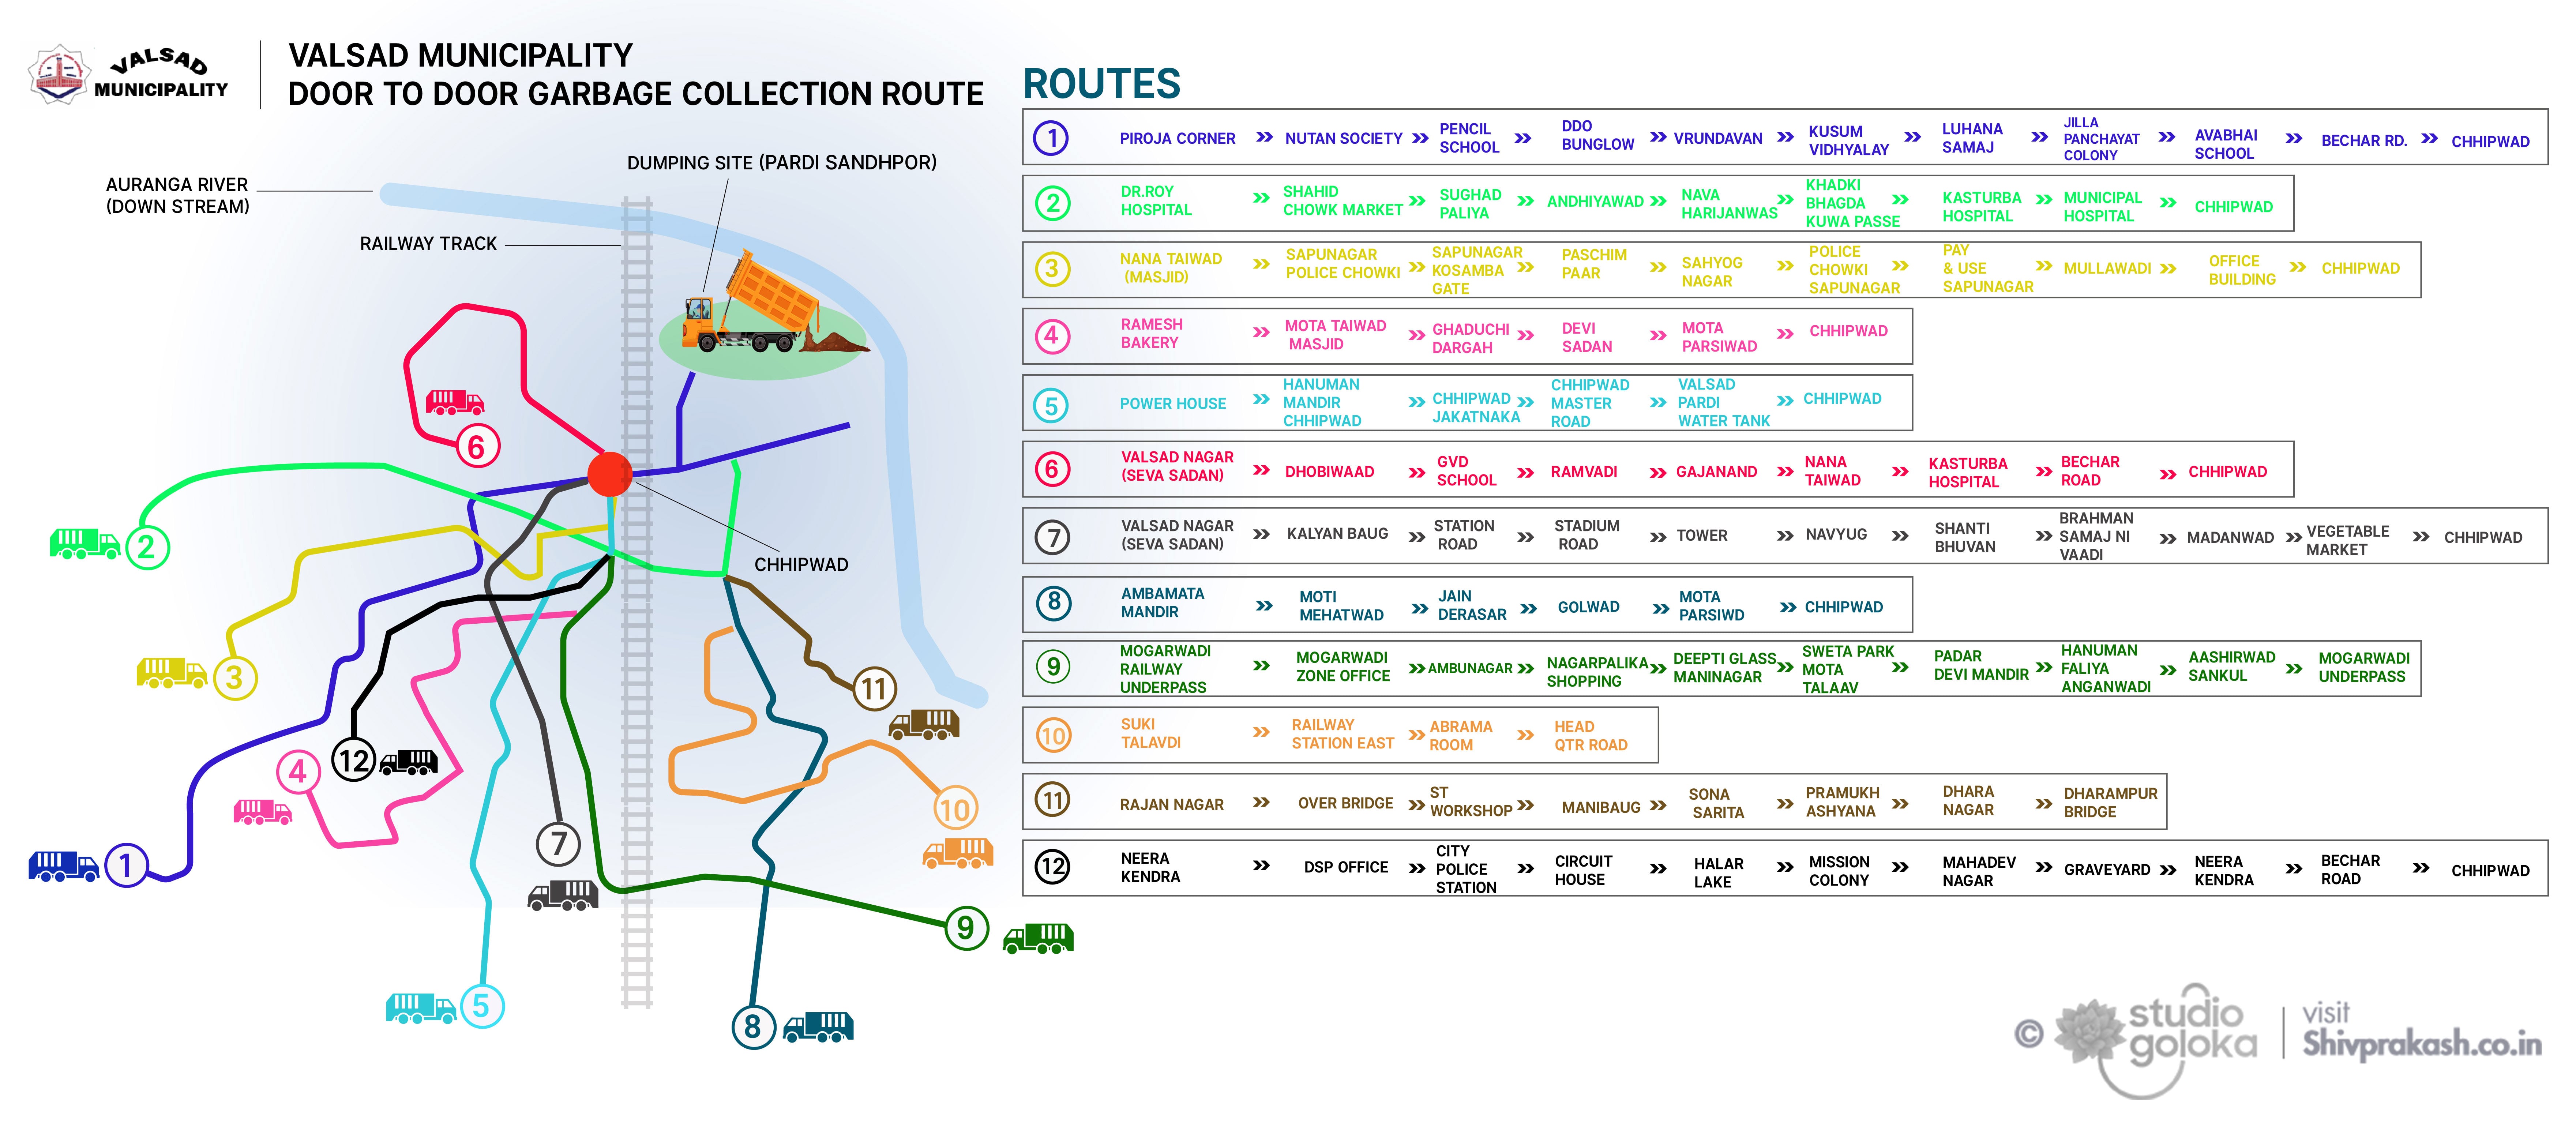 VALSAD
MUNICIPALITY
VALSAD MUNICIPALITY
DOOR TO DOOR GARBAGE COLLECTION ROUTE
DUMPING SITE (PARDI SANDHPOR)
AURANGA RIVER
(DOWN STREAM)
RAILWAY TRACK
CHHIPWAD
6
2
3
12
4
1
7
5
11
10
9
8
ROUTES
1
PIROJA CORNER
NUTAN SOCIETY
PENCIL
SCHOOL
DDO
BUNGLOW
VRUNDAVAN
KUSUM
VIDHYALAY
LUHANA
SAMAJ
JILLA
PANCHAYAT
COLONY
AVABHAI
SCHOOL
BECHAR RD.
CHHIPWAD
2
DR.ROY
HOSPITAL
SHAHID
CHOWK MARKET
SUGHAD
PALIYA
ANDHIYAWAD
NAVA
HARIJANWAS
KHADKI
BHAGDA
KUWA PASSE
KASTURBA
HOSPITAL
MUNICIPAL
HOSPITAL
CHHIPWAD
3
NANA TAIWAD
(MASJID)
SAPUNAGAR
POLICE CHOWKI
SAPUNAGAR
KOSAMBA
GATE
PASCHIM
PAAR
SAHYOG
NAGAR
POLICE
CHOWKI
SAPUNAGAR
PAY
& USE
SAPUNAGAR
MULLAWADI
OFFICE
BUILDING
CHHIPWAD
4
RAMESH
BAKERY
MOTA TAIWAD
MASJID
GHADUCHI
DARGAH
DEVI
SADAN
MOTA
PARSIWAD
CHHIPWAD
5
POWER HOUSE
HANUMAN
MANDIR
CHHIPWAD
CHHIPWAD
JAKATNAKA
CHHIPWAD
MASTER
ROAD
VALSAD
PARDI
WATER TANK
CHHIPWAD
6
VALSAD NAGAR
(SEVA SADAN)
DHOBIWAAD
GVD
SCHOOL
RAMVADI
GAJANAND
NANA
TAIWAD
KASTURBA
HOSPITAL
BECHAR
ROAD
CHHIPWAD
7
VALSAD NAGAR
(SEVA SADAN)
KALYAN BAUG
STATION
ROAD
STADIUM
ROAD
TOWER
NAVYUG
SHANTI
BHUVAN
BRAHMAN
SAMAJ NI
VAADI
MADANWAD
VEGETABLE
MARKET
CHHIPWAD
8
AMBAMATA
MANDIR
MOTI
MEHATWAD
JAIN
DERASAR
GOLWAD
MOTA
PARSIWD
CHHIPWAD
9
MOGARWADI
RAILWAY
UNDERPASS
MOGARWADI
ZONE OFFICE
AMBUNAGAR
NAGARPALIKA
SHOPPING
DEEPTI GLASS
MANINAGAR
SWETA PARK
MOTA
TALAAV
PADAR
DEVI MANDIR
HANUMAN
FALIYA
ANGANWADI
AASHIRWAD
SANKUL
MOGARWADI
UNDERPASS
10
SUKI
TALAVDI
RAILWAY
STATION EAST
ABRAMA
ROOM
HEAD
QTR ROAD
11
RAJAN NAGAR
OVER BRIDGE
ST
WORKSHOP
MANIBAUG
SONA
SARITA
PRAMUKH
ASHYANA
DHARA
NAGAR
DHARAMPUR
BRIDGE
12
NEERA
KENDRA
DSP OFFICE
CITY
POLICE
STATION
CIRCUIT
HOUSE
HALAR
LAKE
MISSION
COLONY
MAHADEV
NAGAR
GRAVEYARD
NEERA
KENDRA
BECHAR
ROAD
CHHIPWAD
© studio
goloka
visit
Shivprakash.co.in